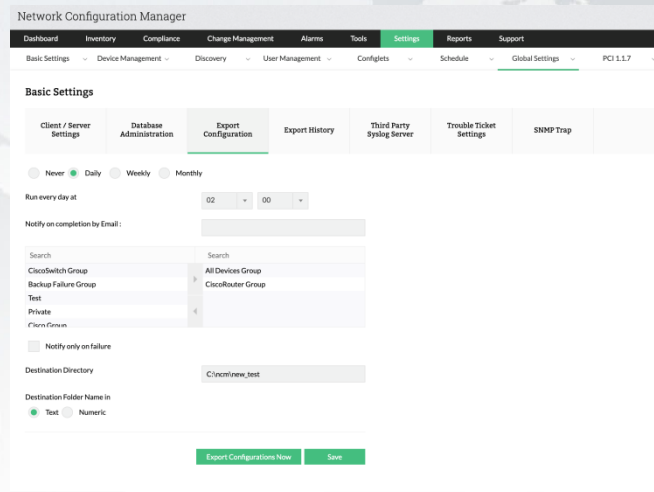 Network Configuration Manager
Dashboard Inventory Compliance Change Management Alarms Tools Settings Reports Support
Basic Settings Device Management Discovery User Management Configlets Schedule Global Settings PCI 1.1.7
Basic Settings
Client / Server Settings
Database Administration
Export Configuration
Export History
Third Party Syslog Server
Trouble Ticket Settings
SNMP Trap
Never Daily Weekly Monthly
Run every day at 02 00
Notify on completion by Email :
Search Search
CiscoSwitch Group All Devices Group
Backup Failure Group CiscoRouter Group
Test
Private
Cisco Group
Notify only on failure
Destination Directory C:\ncm\new_test
Destination Folder Name in
Text Numeric
Export Configurations Now Save